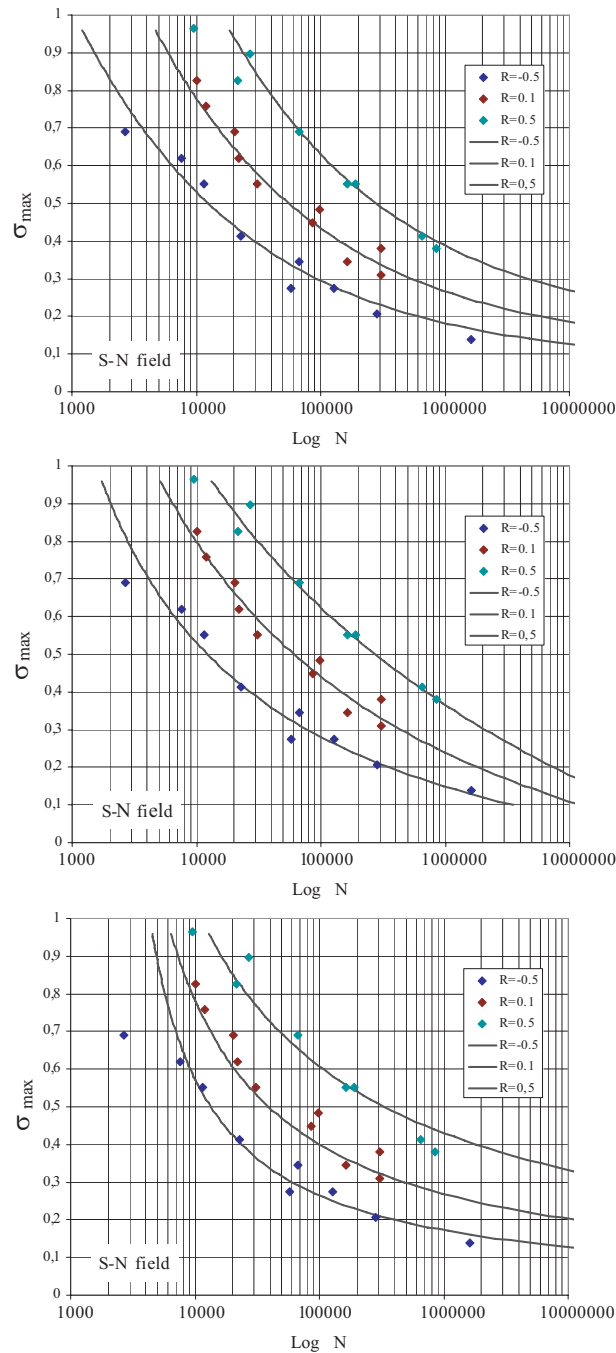 1
0,9
0,8
0,7
0,6
0,5
0,4
0,3
0,2
0,1
0
σmax
R=-0.5
R=0.1
R=0.5
R=-0.5
R=0.1
R=0,5
S-N field
1000 10000 100000 1000000 10000000
Log N
1
0,9
0,8
0,7
0,6
0,5
0,4
0,3
0,2
0,1
0
σmax
R=-0.5
R=0.1
R=0.5
R=-0.5
R=0.1
R=0,5
S-N field
1000 10000 100000 1000000 10000000
Log N
1
0,9
0,8
0,7
0,6
0,5
0,4
0,3
0,2
0,1
0
σmax
R=-0.5
R=0.1
R=0.5
R=-0.5
R=0.1
R=0,5
S-N field
1000 10000 100000 1000000 10000000
Log N